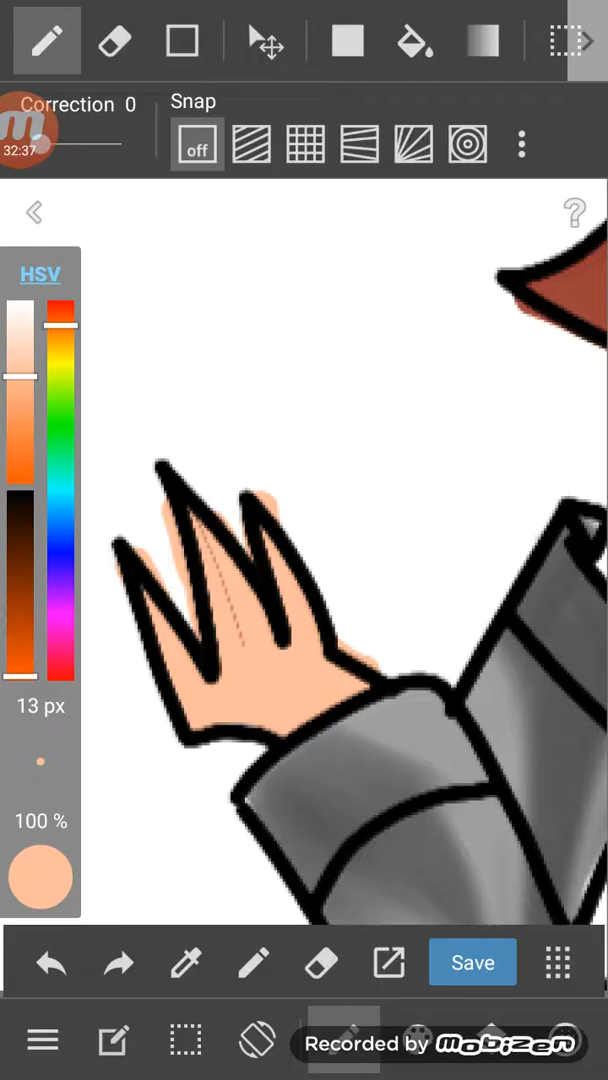 Correction 0
Snap
m
32:37
off
?
HSV
13 px
100 %
Save
Recorded by mobizen